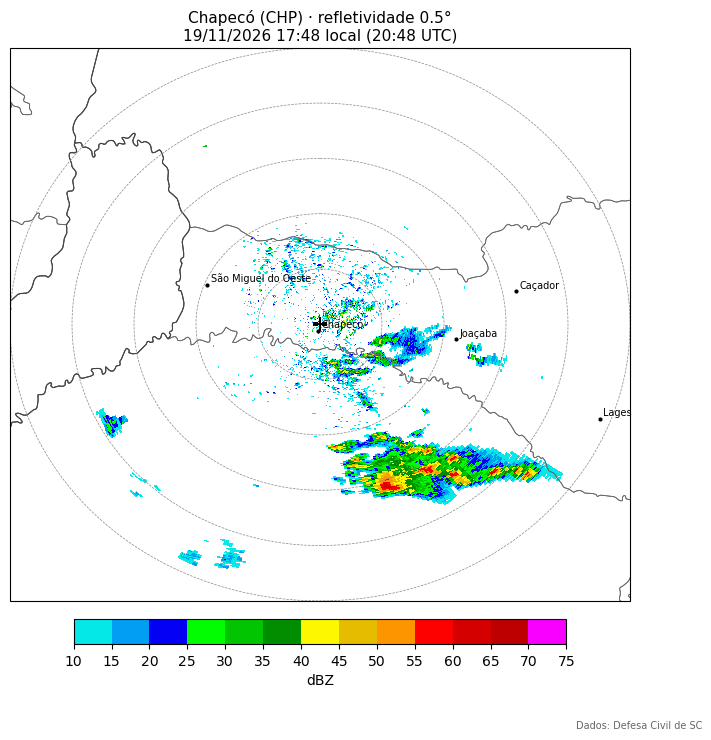 Chapecó (CHP) · refletividade 0.5°
19/11/2026 17:48 local (20:48 UTC)
São Miguel do Oeste
Caçador
Chapecó
Joaçaba
Lages
10 15 20 25 30 35 40 45 50 55 60 65 70 75
dBZ
Dados: Defesa Civil de SC